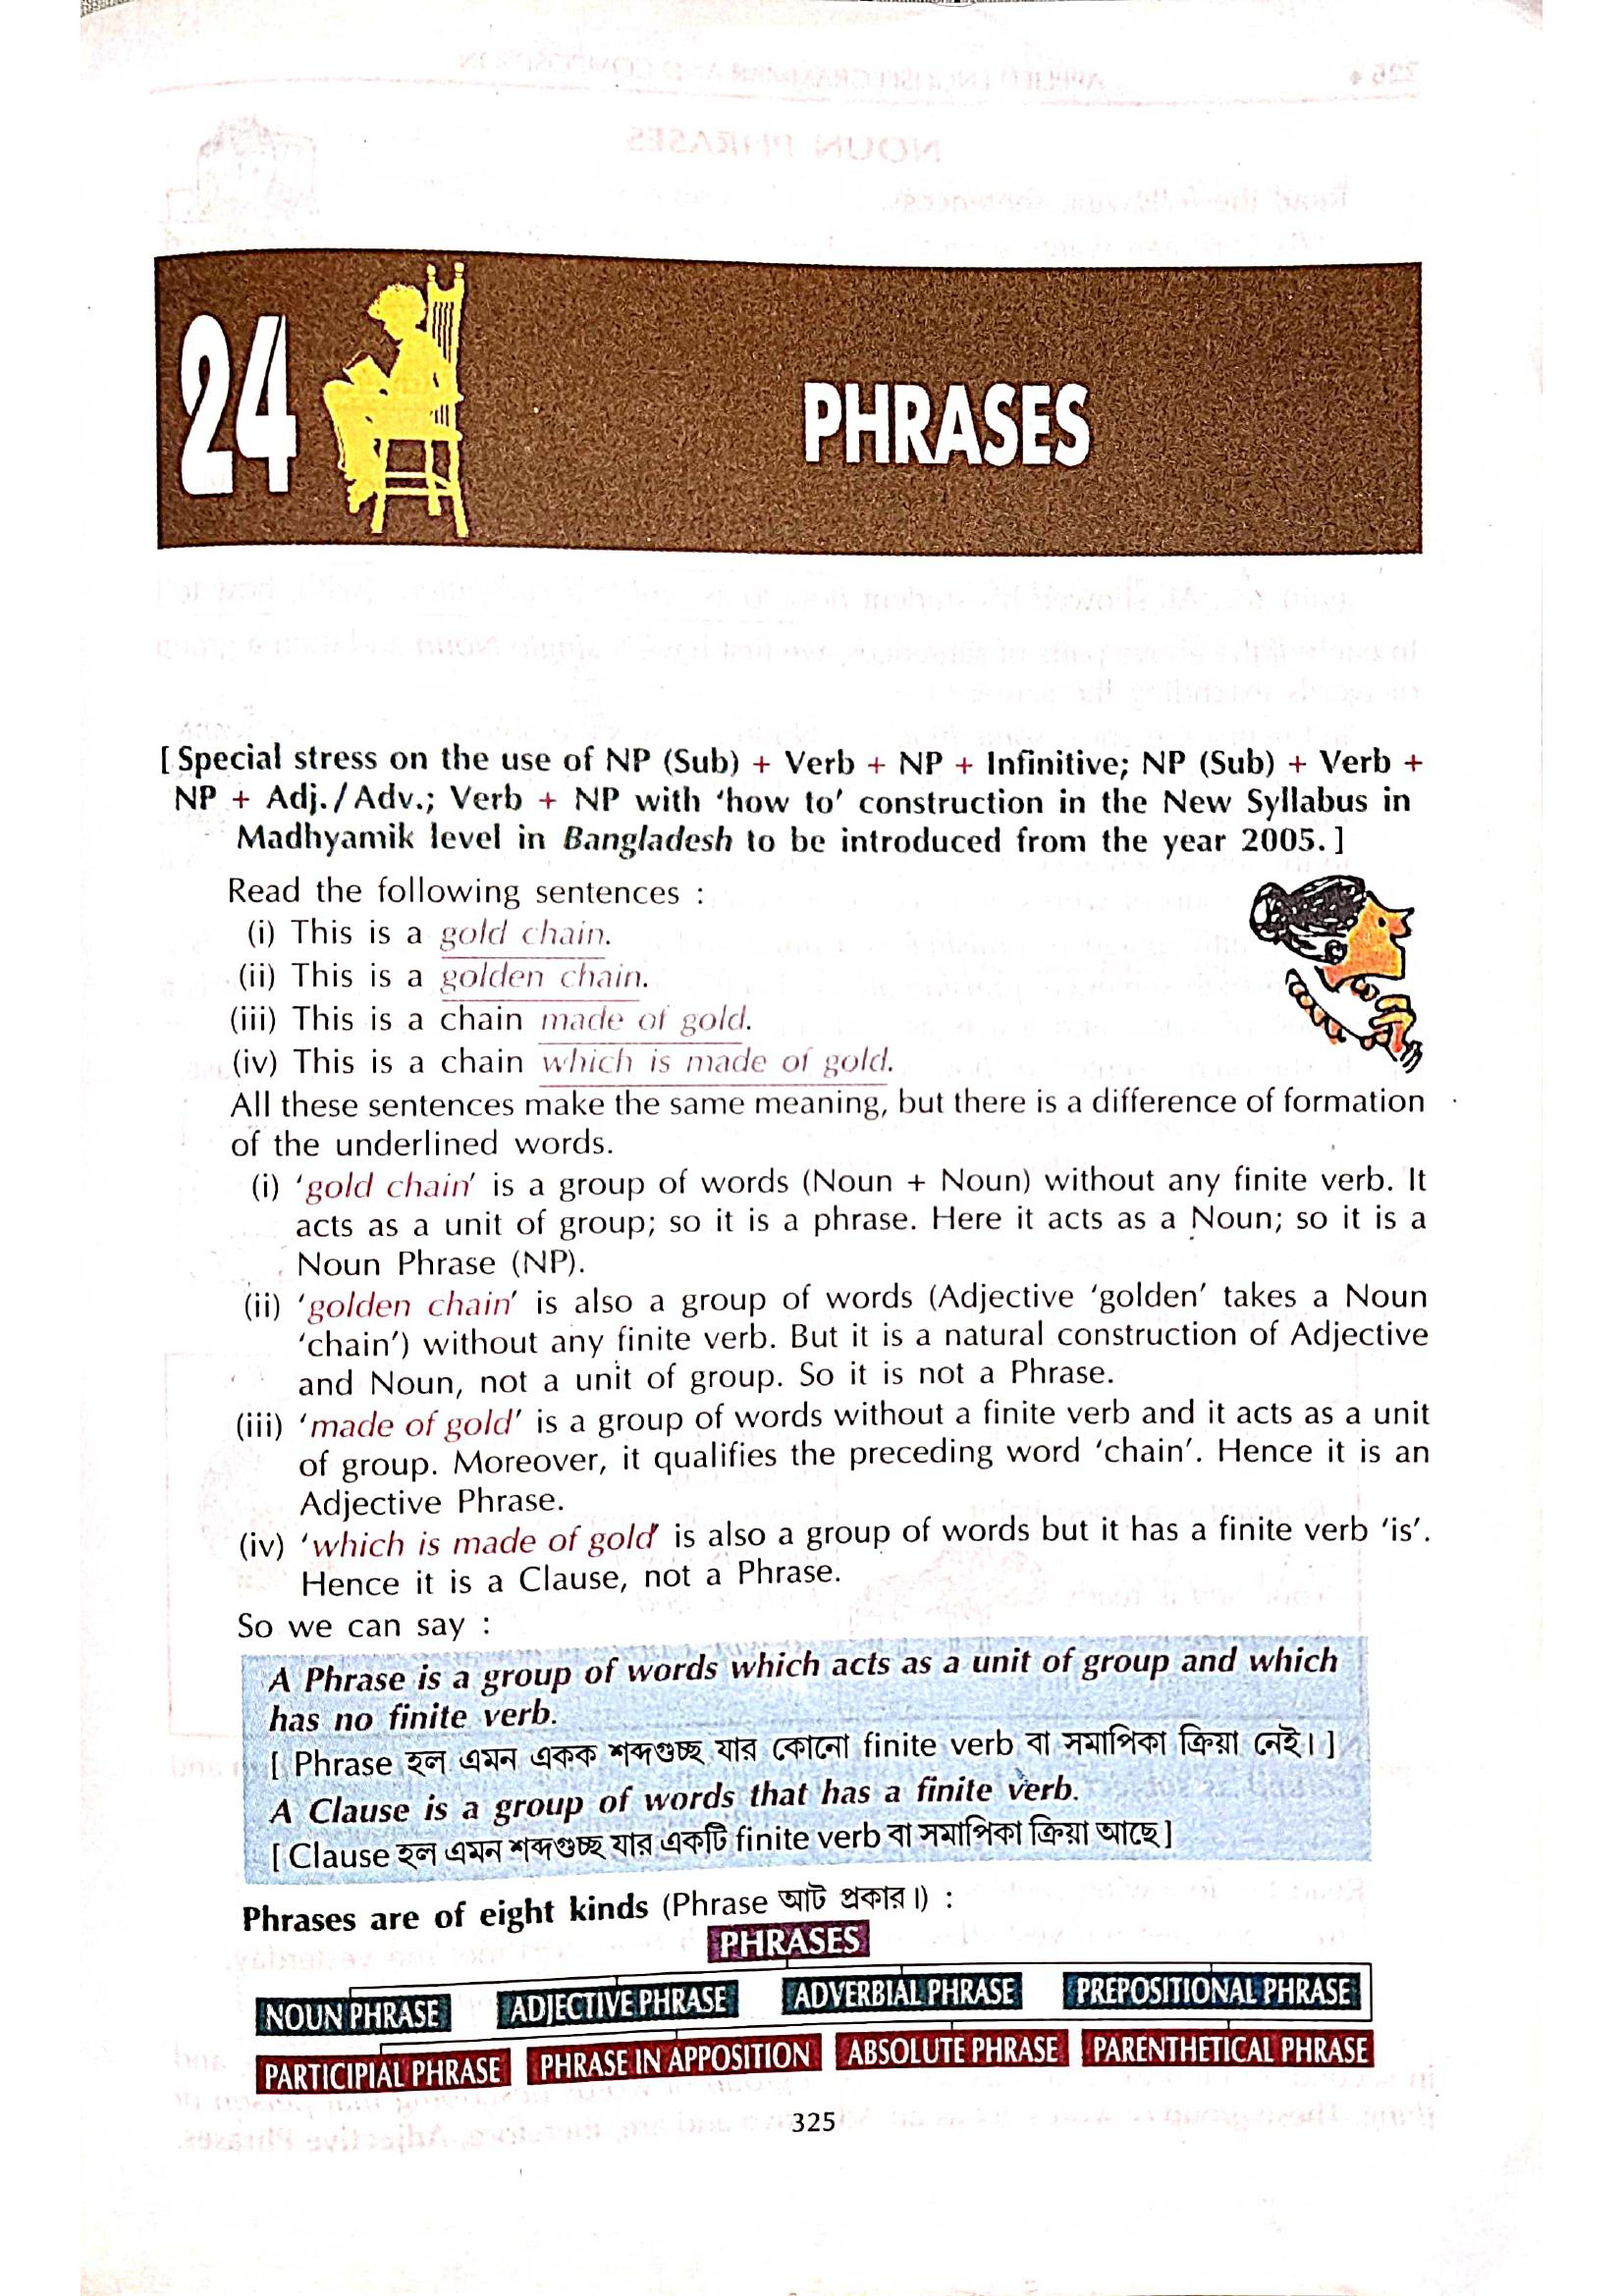 24
PHRASES
[ Special stress on the use of NP (Sub) + Verb + NP + Infinitive; NP (Sub) + Verb +
NP + Adj./Adv.; Verb + NP with ‘how to’ construction in the New Syllabus in
Madhyamik level in Bangladesh to be introduced from the year 2005. ]
Read the following sentences :
(i) This is a gold chain.
(ii) This is a golden chain.
(iii) This is a chain made of gold.
(iv) This is a chain which is made of gold.
All these sentences make the same meaning, but there is a difference of formation
of the underlined words.
(i) ‘gold chain’ is a group of words (Noun + Noun) without any finite verb. It
acts as a unit of group; so it is a phrase. Here it acts as a Noun; so it is a
Noun Phrase (NP).
(ii) ‘golden chain’ is also a group of words (Adjective ‘golden’ takes a Noun
‘chain’) without any finite verb. But it is a natural construction of Adjective
and Noun, not a unit of group. So it is not a Phrase.
(iii) ‘made of gold’ is a group of words without a finite verb and it acts as a unit
of group. Moreover, it qualifies the preceding word ‘chain’. Hence it is an
Adjective Phrase.
(iv) ‘which is made of gold’ is also a group of words but it has a finite verb ‘is’.
Hence it is a Clause, not a Phrase.
So we can say :
A Phrase is a group of words which acts as a unit of group and which
has no finite verb.
[ Phrase হল এমন একক শব্দগুচ্ছ যার কোনো finite verb বা সমাপিকা ক্রিয়া নেই। ]
A Clause is a group of words that has a finite verb.
[ Clause হল এমন শব্দগুচ্ছ যার একটি finite verb বা সমাপিকা ক্রিয়া আছে ]
Phrases are of eight kinds (Phrase আট প্রকার।) :
PHRASES
NOUN PHRASE ADJECTIVE PHRASE ADVERBIAL PHRASE PREPOSITIONAL PHRASE
PARTICIPIAL PHRASE PHRASE IN APPOSITION ABSOLUTE PHRASE PARENTHETICAL PHRASE
325